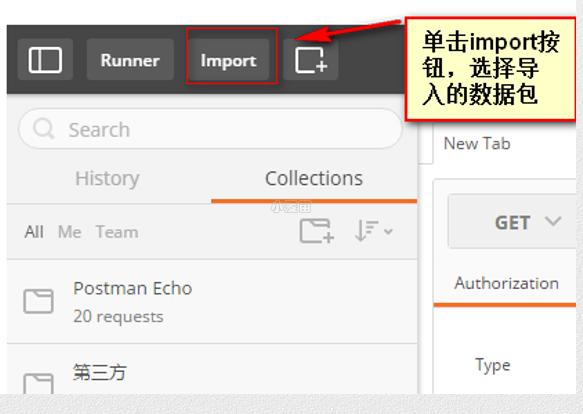 Runner
Import
单击import按
钮，选择导
入的数据包
Search
New Tab
History
Collections
All
Me
Team
GET
Postman Echo
20 requests
Authorization
第三方
Type